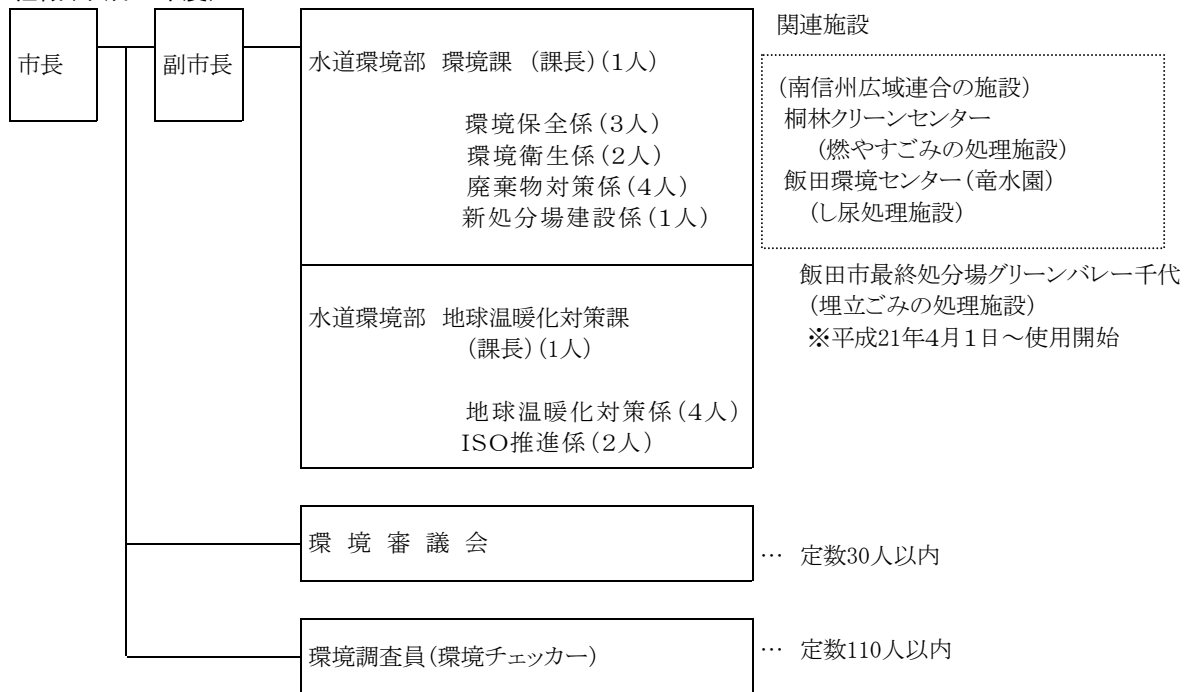 市長
副市長
水道環境部 環境課 (課長)(1人)
環境保全係(3人)
環境衛生係(2人)
廃棄物対策係(4人)
新処分場建設係(1人)
水道環境部 地球温暖化対策課
(課長)(1人)
地球温暖化対策係(4人)
ISO推進係(2人)
環 境 審 議 会
… 定数30人以内
環境調査員(環境チェッカー)
… 定数110人以内
関連施設
(南信州広域連合の施設)
桐林クリーンセンター
(燃やすごみの処理施設)
飯田環境センター(竜水園)
(し尿処理施設)
飯田市最終処分場グリーンバレー千代
(埋立ごみの処理施設)
※平成21年4月1日～使用開始